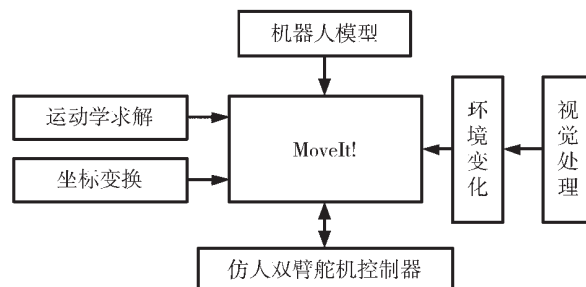 机器人模型
运动学求解
坐标变换
MoveIt!
环境变化
视觉处理
仿人双臂舵机控制器